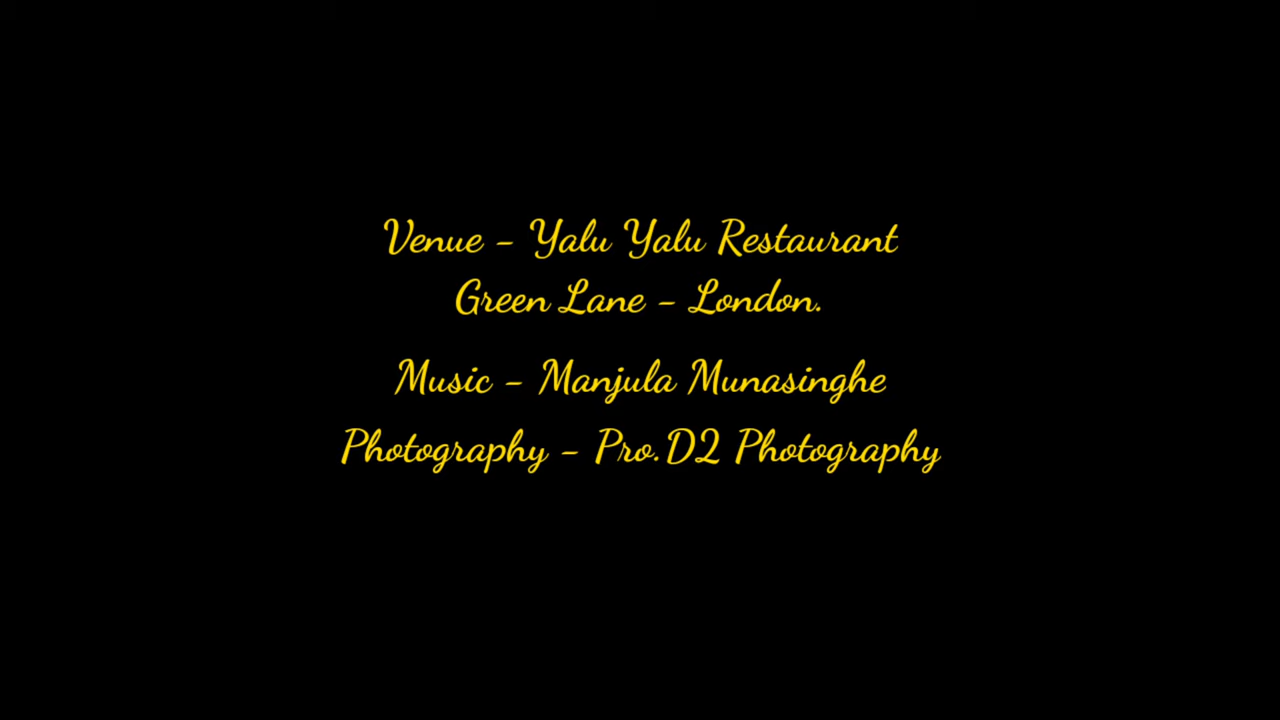 Venue - Yalu Yalu Restaurant
Green Lane - London.
Music - Manjula Munasinghe
Photography - Pro.D2 Photography